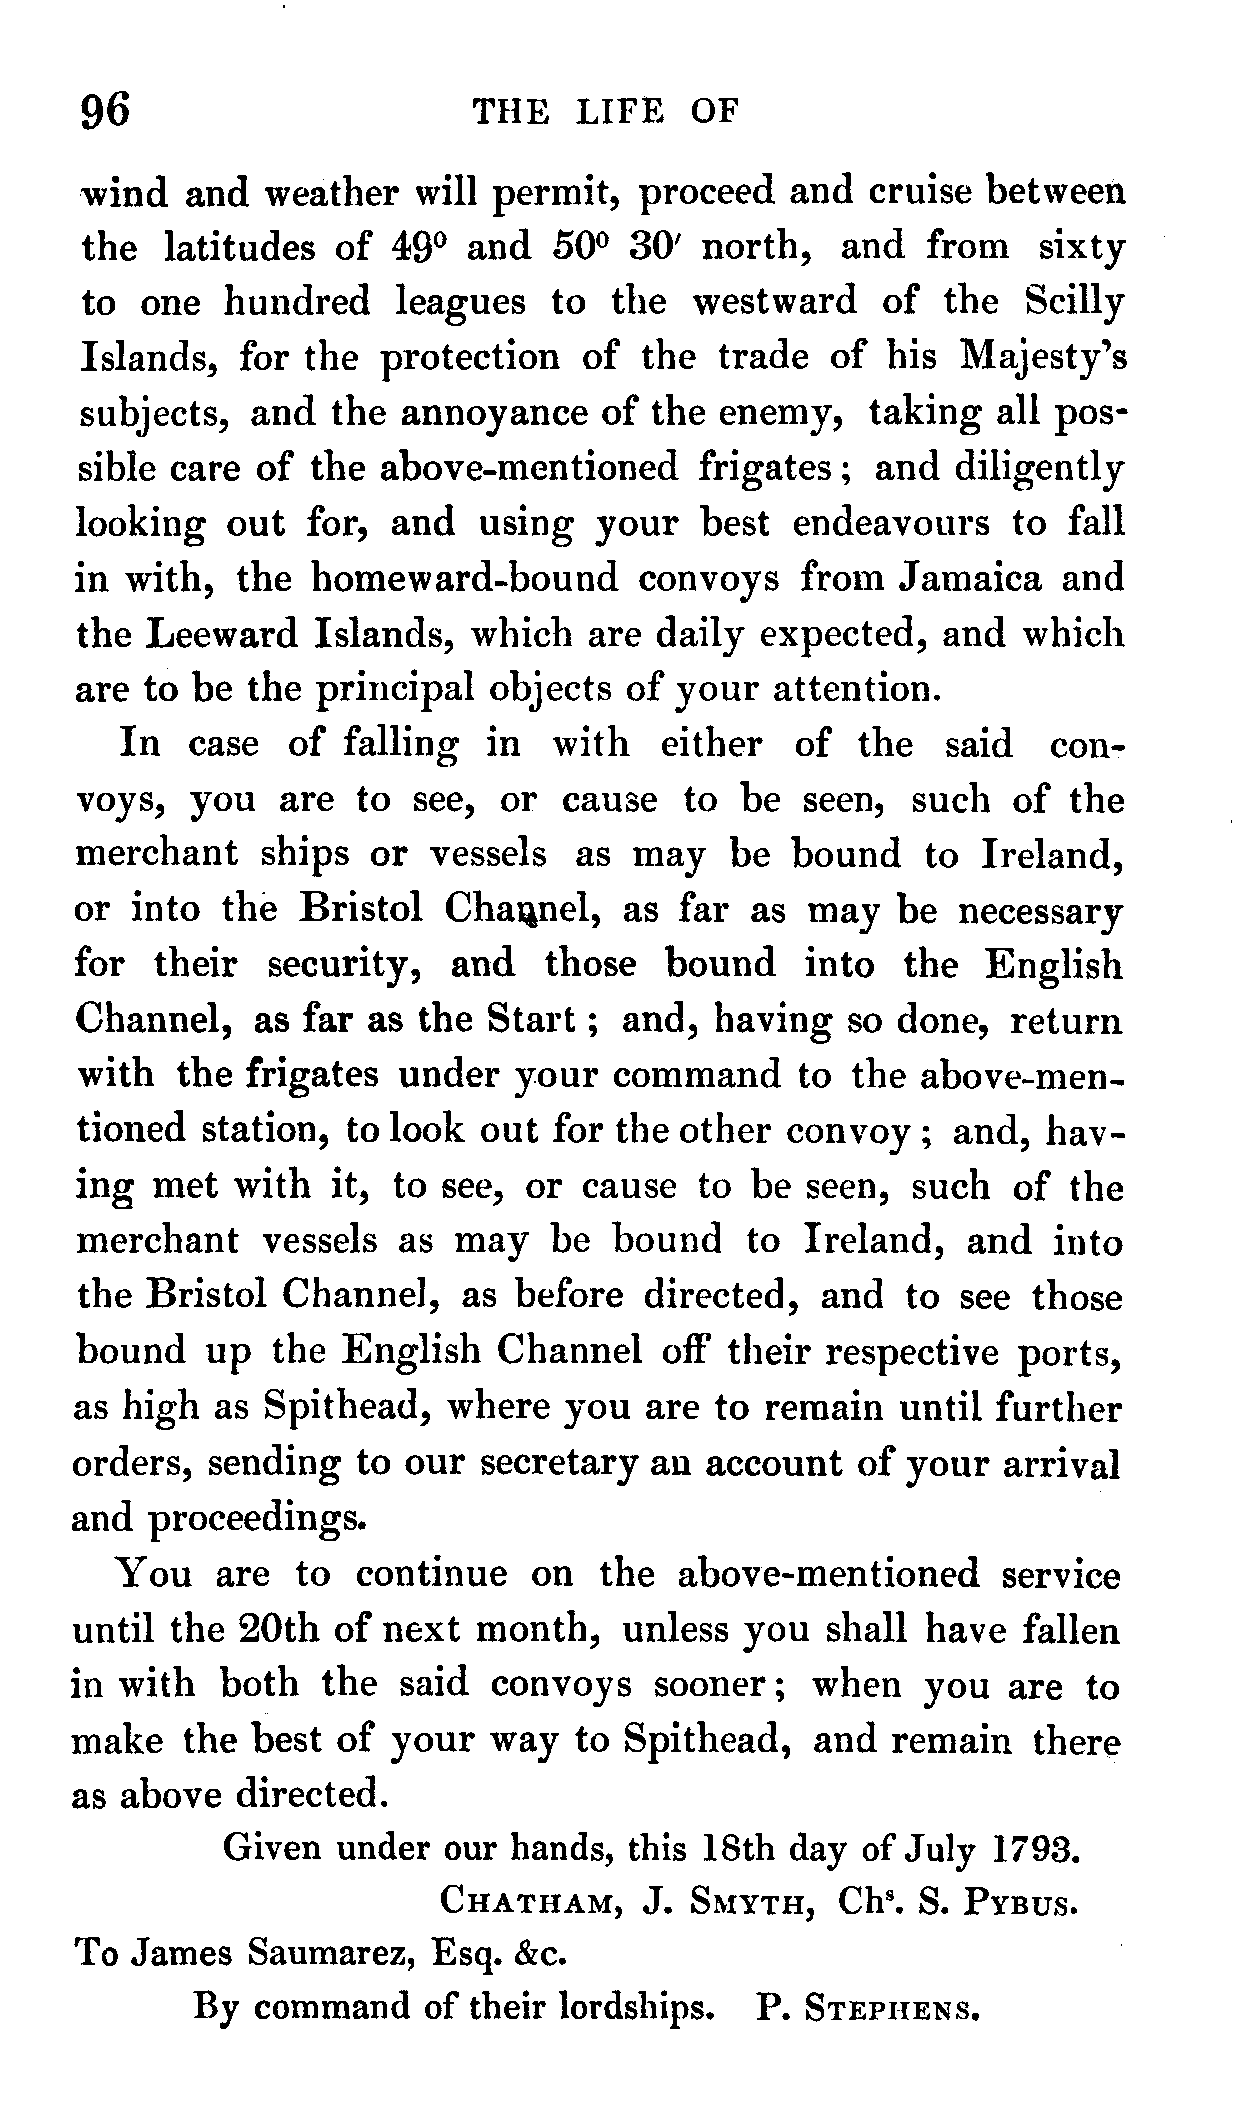 96 THE LIFE OF
wind and weather will permit, proceed and cruise between
the latitudes of 49⁰ and 50⁰ 30′ north, and from sixty
to one hundred leagues to the westward of the Scilly
Islands, for the protection of the trade of his Majesty's
subjects, and the annoyance of the enemy, taking all pos-
sible care of the above-mentioned frigates; and diligently
looking out for, and using your best endeavours to fall
in with, the homeward-bound convoys from Jamaica and
the Leeward Islands, which are daily expected, and which
are to be the principal objects of your attention.
In case of falling in with either of the said con-
voys, you are to see, or cause to be seen, such of the
merchant ships or vessels as may be bound to Ireland,
or into the Bristol Channel, as far as may be necessary
for their security, and those bound into the English
Channel, as far as the Start; and, having so done, return
with the frigates under your command to the above-men-
tioned station, to look out for the other convoy; and, hav-
ing met with it, to see, or cause to be seen, such of the
merchant vessels as may be bound to Ireland, and into
the Bristol Channel, as before directed, and to see those
bound up the English Channel off their respective ports,
as high as Spithead, where you are to remain until further
orders, sending to our secretary an account of your arrival
and proceedings.
You are to continue on the above-mentioned service
until the 20th of next month, unless you shall have fallen
in with both the said convoys sooner; when you are to
make the best of your way to Spithead, and remain there
as above directed.
Given under our hands, this 18th day of July 1793.
CHATHAM, J. SMYTH, Chˢ. S. PYBUS.
To James Saumarez, Esq. &c.
By command of their lordships. P. STEPHENS.